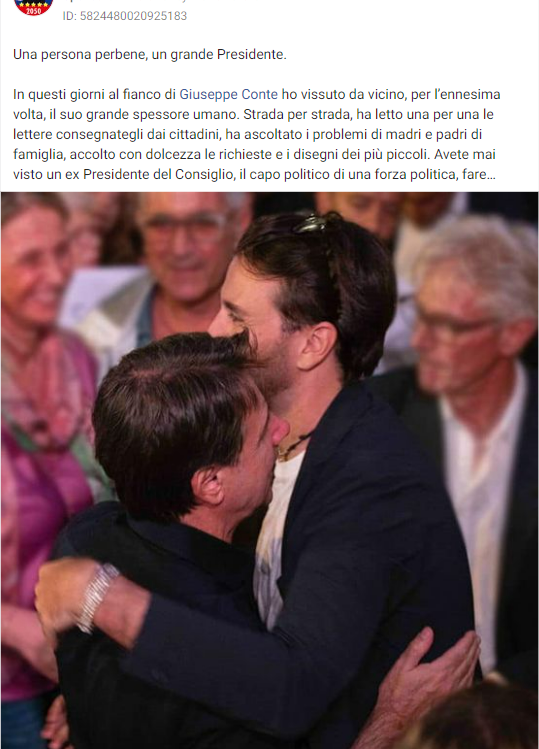 2050
ID: 5824480020925183
Una persona perbene, un grande Presidente.
In questi giorni al fianco di Giuseppe Conte ho vissuto da vicino, per l'ennesima
volta, il suo grande spessore umano. Strada per strada, ha letto una per una le
lettere consegnategli dai cittadini, ha ascoltato i problemi di madri e padri di
famiglia, accolto con dolcezza le richieste e i disegni dei più piccoli. Avete mai
visto un ex Presidente del Consiglio, il capo politico di una forza politica, fare...